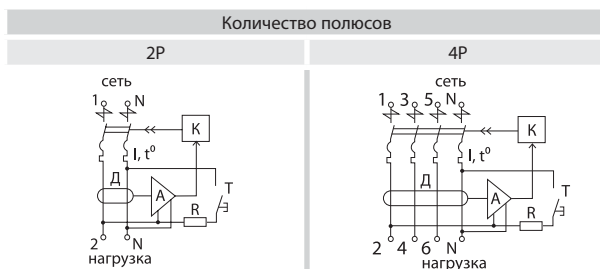 Количество полюсов
2P 4P
сеть сеть
1 N 1 3 5 N
К К
I, t⁰ I, t⁰
Д A T Д A T
R R
2 N 2 4 6 N
нагрузка нагрузка